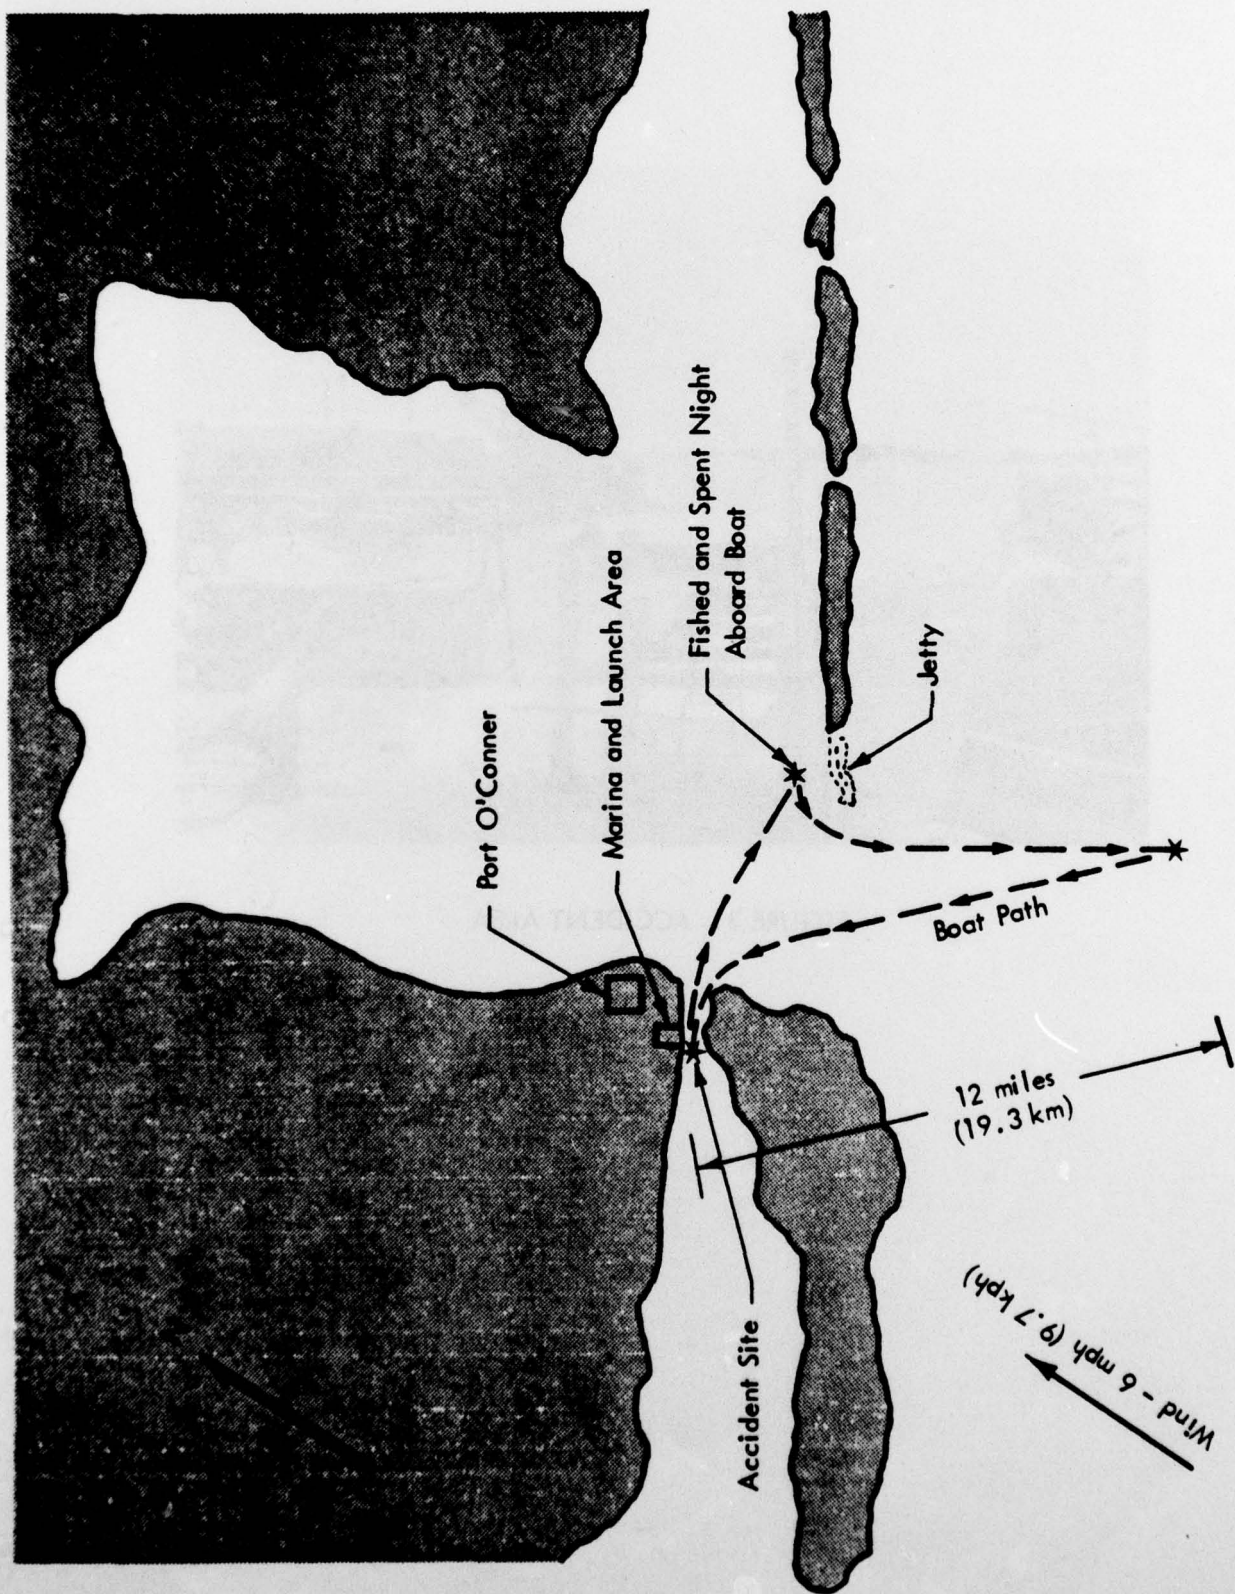 Port O'Conner
Marina and Launch Area
Fished and Spent Night
Aboard Boat
Jetty
Boat Path
Accident Site
12 miles
(19.3 km)
Wind - 6 mph (9.7 kph)